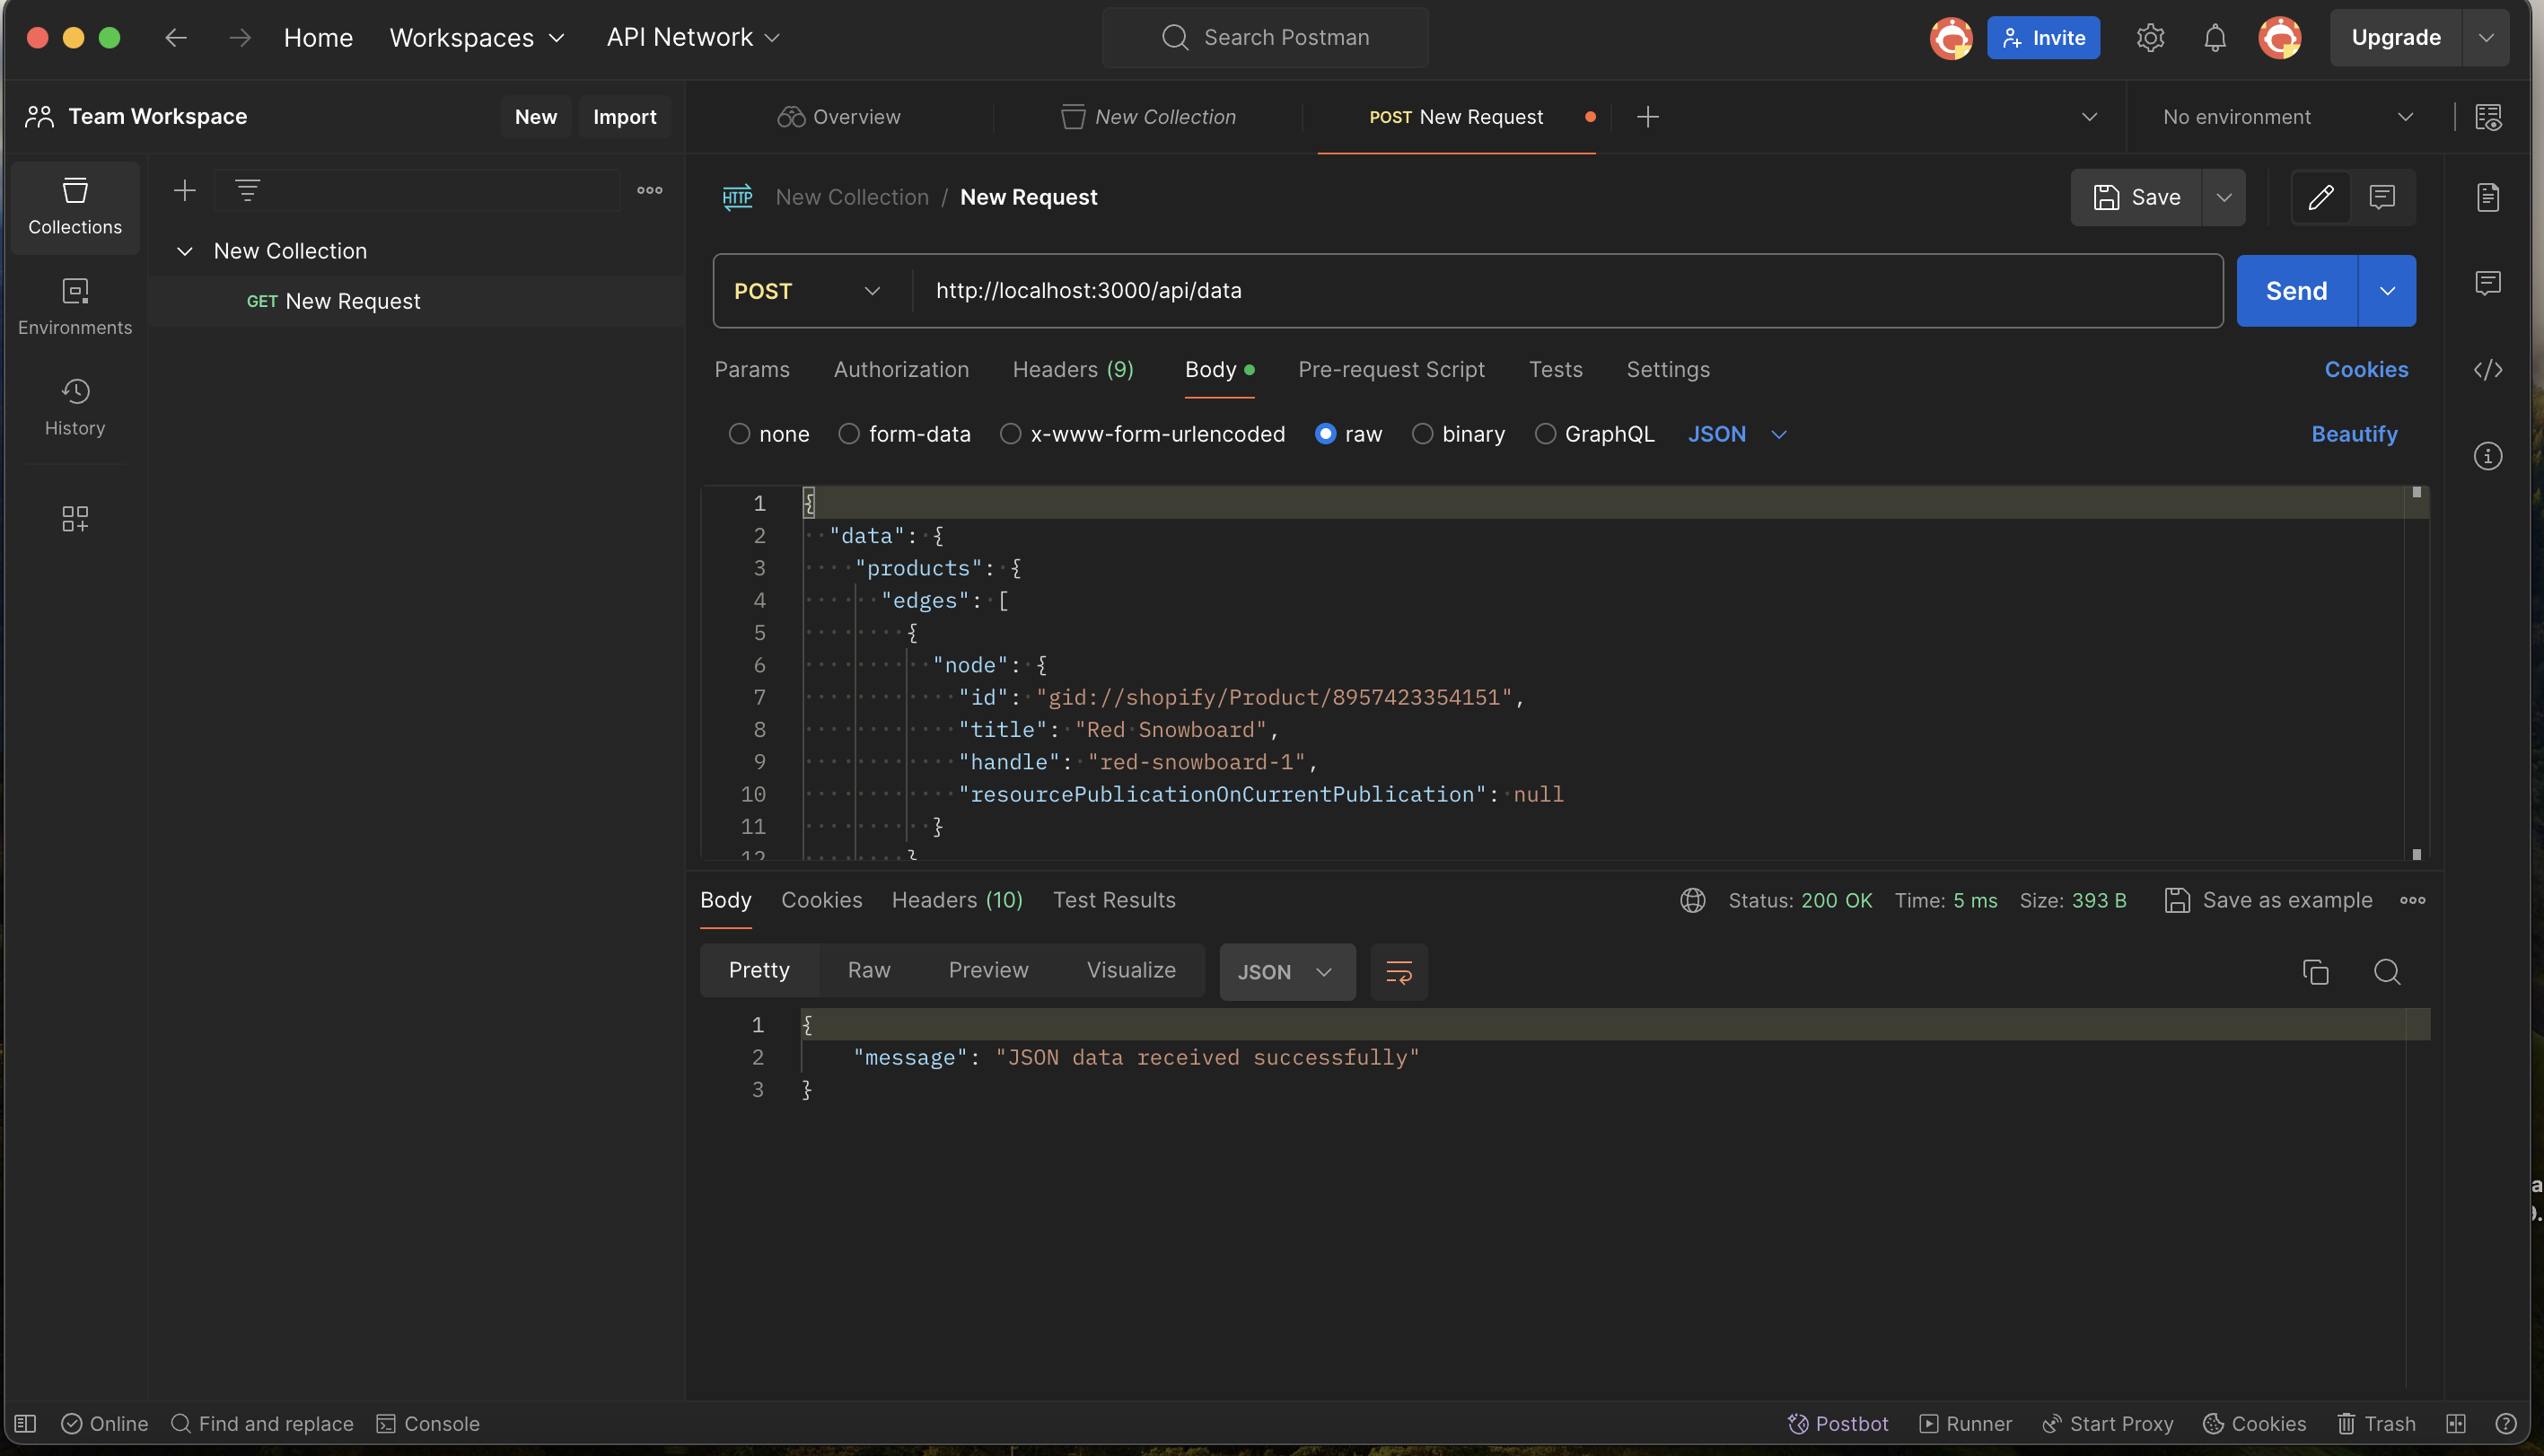 Home Workspaces API Network Search Postman Invite Upgrade
Team Workspace New Import Overview New Collection POST New Request No environment
Collections
Environments
History
New Collection
GET New Request
HTTP New Collection / New Request Save
POST http://localhost:3000/api/data Send
Params Authorization Headers (9) Body Pre-request Script Tests Settings Cookies
none form-data x-www-form-urlencoded raw binary GraphQL JSON Beautify
1 {
2 "data": {
3 "products": {
4 "edges": [
5 {
6 "node": {
7 "id": "gid://shopify/Product/8957423354151",
8 "title": "Red Snowboard",
9 "handle": "red-snowboard-1",
10 "resourcePublicationOnCurrentPublication": null
11 }
12 }
Body Cookies Headers (10) Test Results Status: 200 OK Time: 5 ms Size: 393 B Save as example
Pretty Raw Preview Visualize JSON
1 {
2 "message": "JSON data received successfully"
3 }
Online Find and replace Console Postbot Runner Start Proxy Cookies Trash